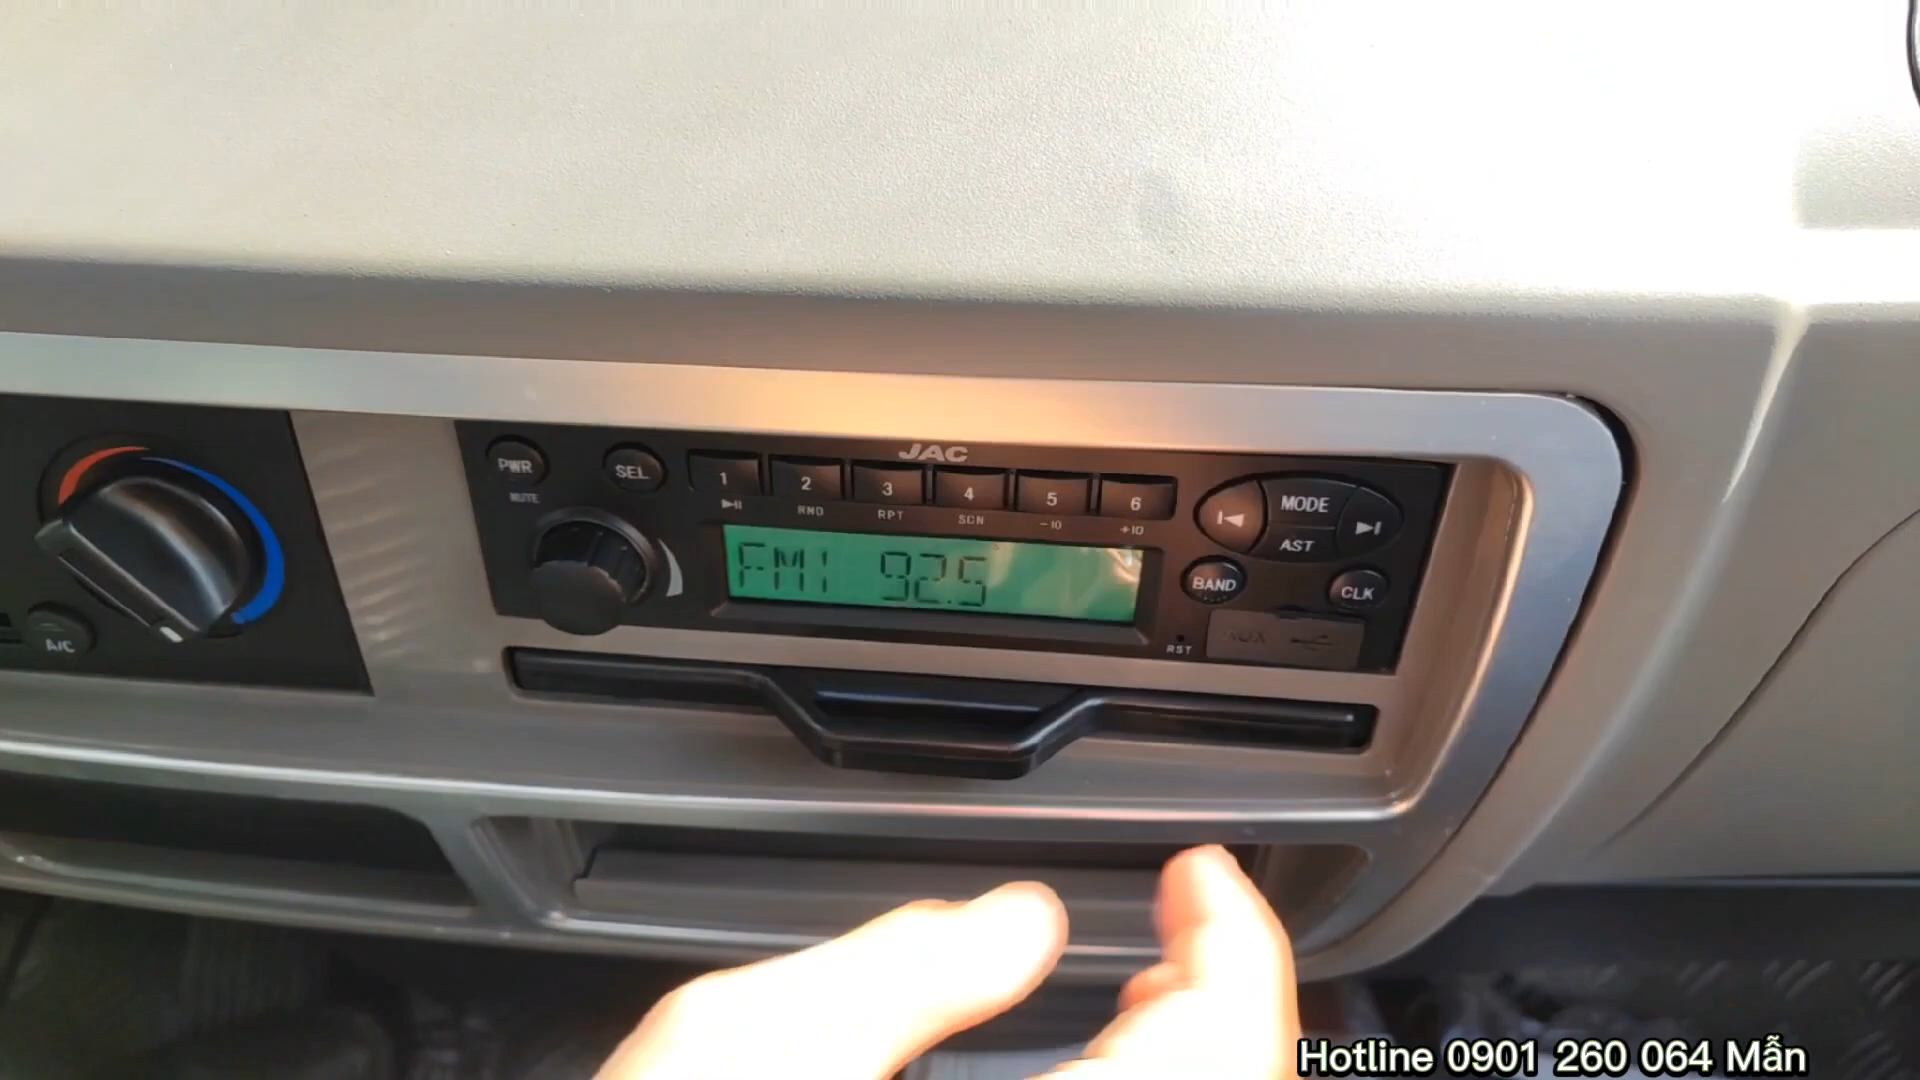 JAC
PWR
MUTE
SEL
1 2 3 4 5 6
RND RPT SCN -10 +10
MODE
AST
FM1 92.5
BAND
CLK
RST
AUX
A/C
Hotline 0901 260 064 Mẫn